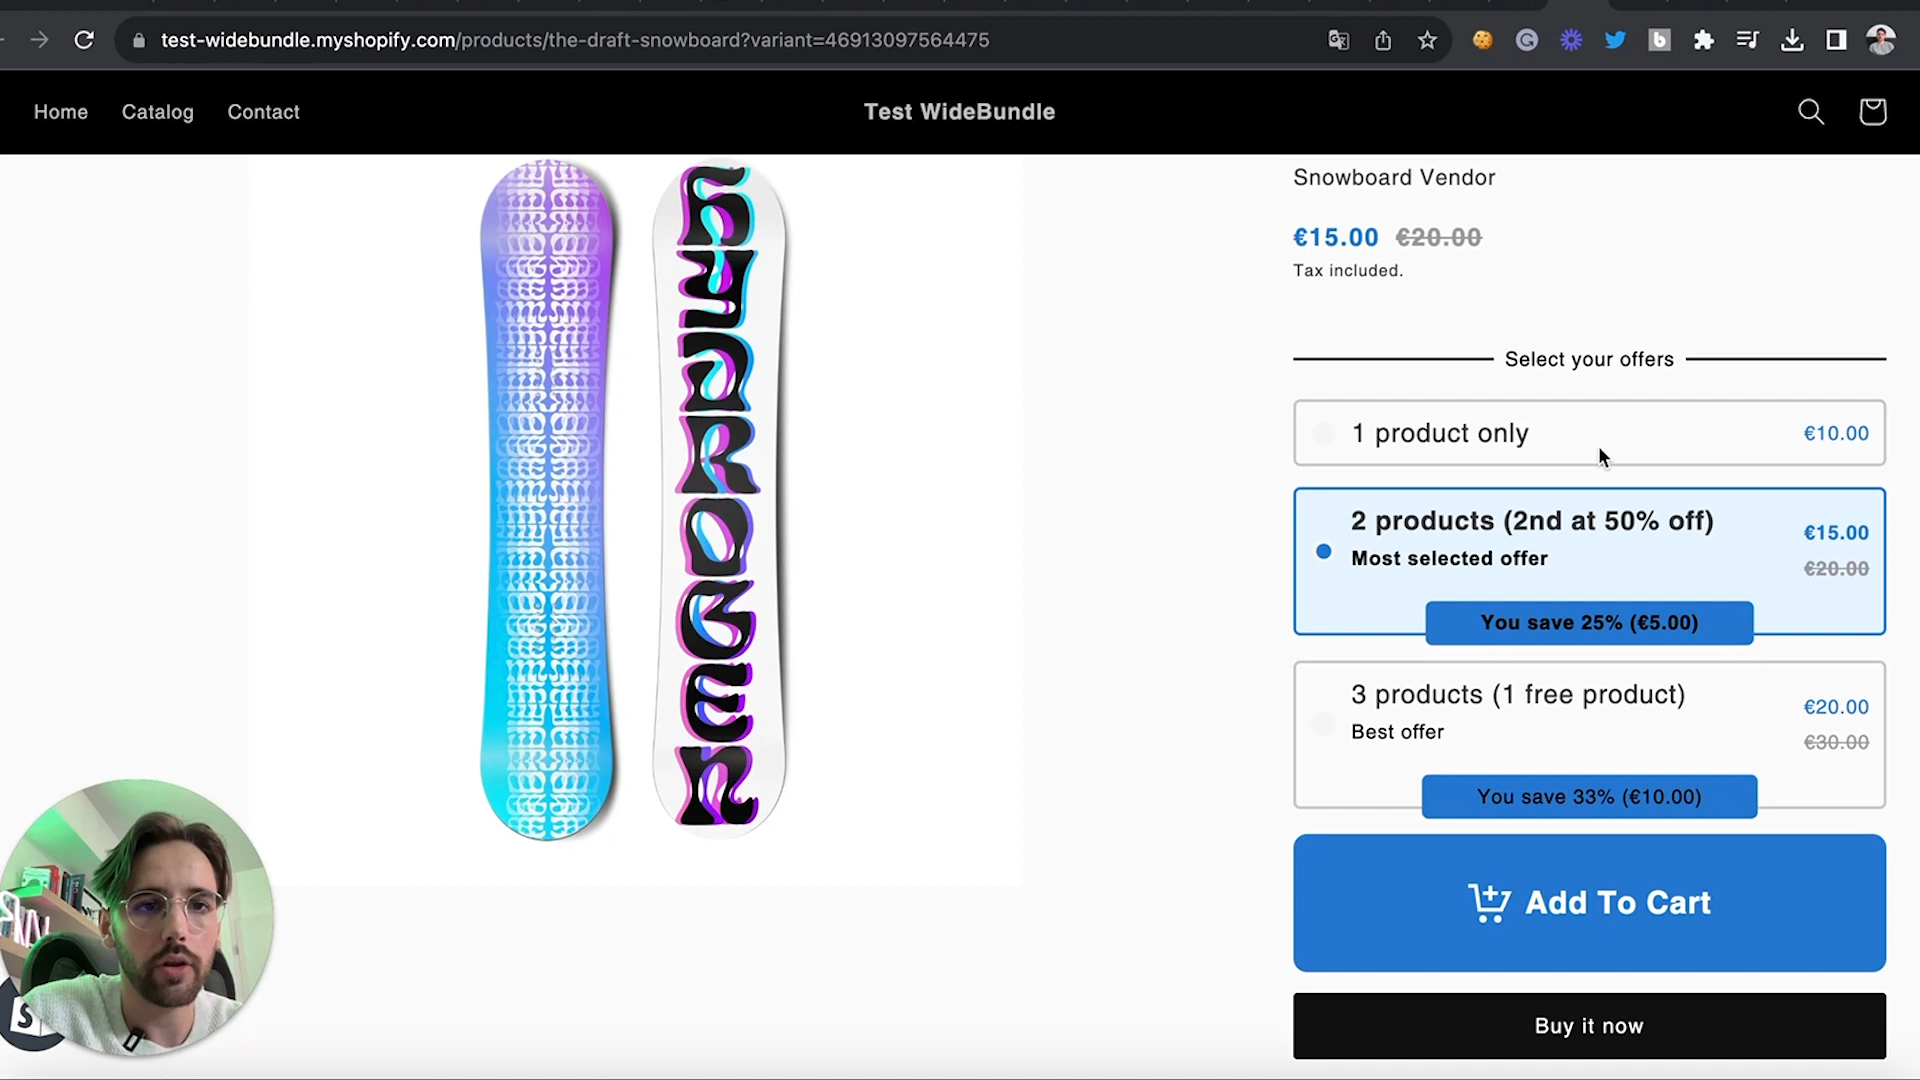 test-widebundle.myshopify.com/products/the-draft-snowboard?variant=46913097564475
Home
Catalog
Contact
Test WideBundle
Snowboard Vendor
€15.00 €20.00
Tax included.
Select your offers
1 product only
€10.00
2 products (2nd at 50% off)
€15.00
Most selected offer
€20.00
You save 25% (€5.00)
3 products (1 free product)
€20.00
Best offer
€30.00
You save 33% (€10.00)
Add To Cart
Buy it now
HYDROGEN